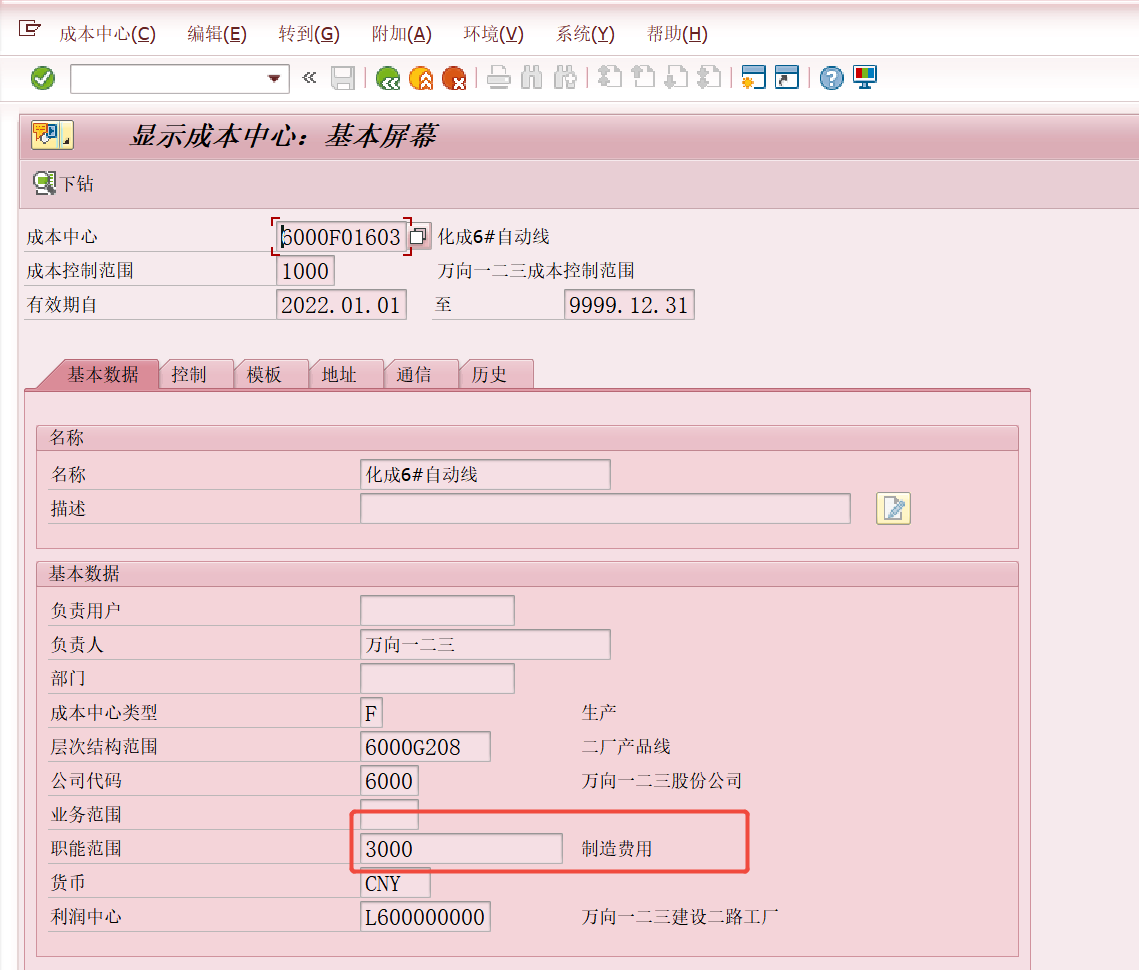 成本中心(C) 编辑(E) 转到(G) 附加(A) 环境(V) 系统(Y) 帮助(H)
显示成本中心：基本屏幕
下钻
成本中心 6000F01603 化成6#自动线
成本控制范围 1000 万向一二三成本控制范围
有效期自 2022.01.01 至 9999.12.31
基本数据 控制 模板 地址 通信 历史
名称
名称 化成6#自动线
描述
基本数据
负责用户
负责人 万向一二三
部门
成本中心类型 F 生产
层次结构范围 6000G208 二厂产品线
公司代码 6000 万向一二三股份公司
业务范围
职能范围 3000 制造费用
货币 CNY
利润中心 L600000000 万向一二三建设二路工厂